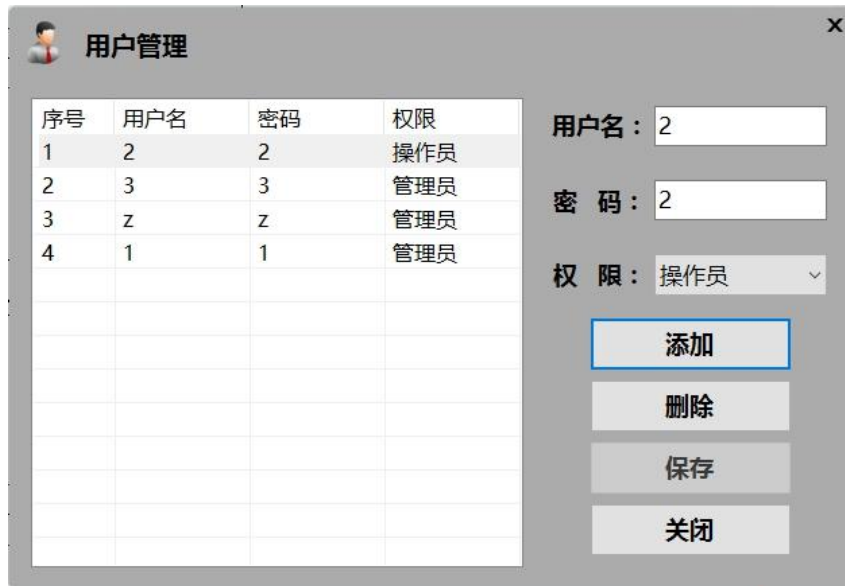 用户管理
x
序号 用户名 密码 权限
1 2 2 操作员
2 3 3 管理员
3 z z 管理员
4 1 1 管理员
用户名： 2
密 码： 2
权 限： 操作员
添加
删除
保存
关闭